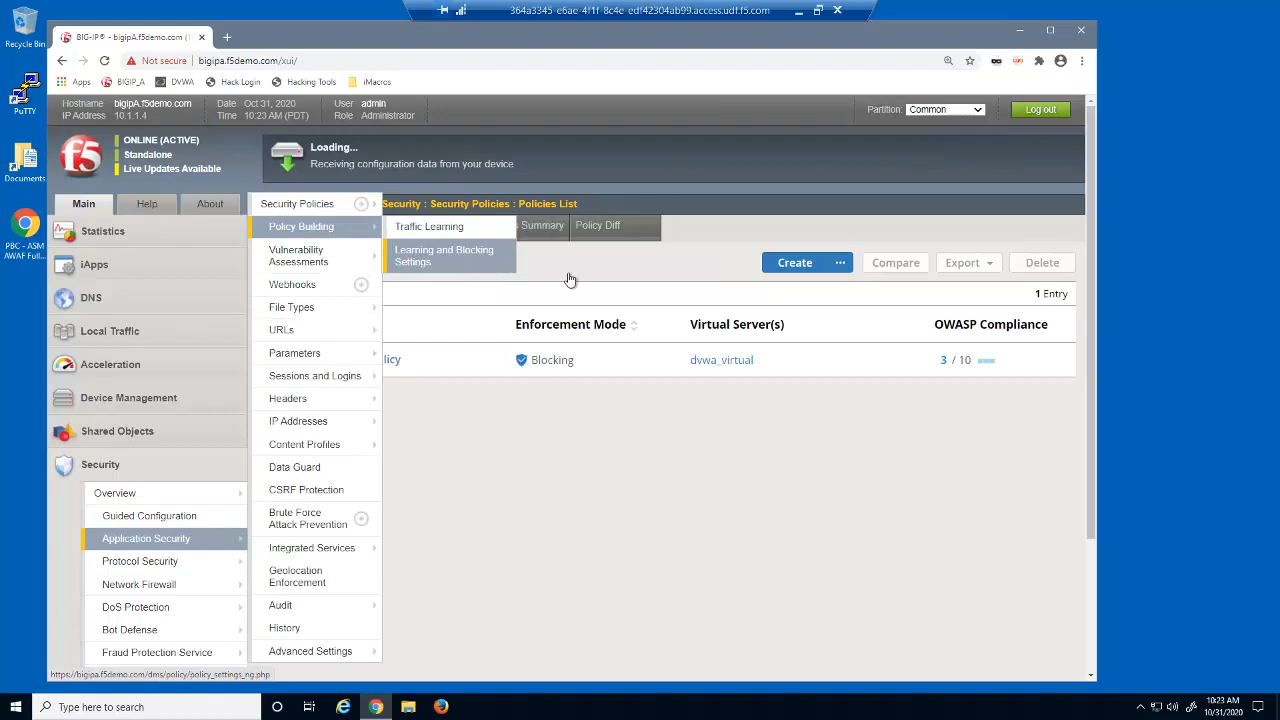 364a3345-e6ae-4f1f-8c4e-edf42304ab99.access.udf.f5.com
Recycle Bin
PuTTY
Documents
PBC - ASM
AWAF Full...
BIG-IP® - bigipA.f5demo.com (1
Not secure
bigipa.f5demo.com/xui/
Apps
BIGIP_A
DVWA
Hack Login
Hacking Tools
iMacros
Hostname bigipA.f5demo.com
IP Address 10.1.1.4
Date Oct 31, 2020
Time 10:23 AM (PDT)
User admin
Role Administrator
Partition: Common
Log out
f5
ONLINE (ACTIVE)
Standalone
Live Updates Available
Loading...
Receiving configuration data from your device.
Main
Help
About
Security : Security Policies : Policies List
Statistics
iApps
DNS
Local Traffic
Acceleration
Device Management
Shared Objects
Security
Overview
Guided Configuration
Application Security
Protocol Security
Network Firewall
DoS Protection
Bot Defense
Fraud Protection Service
Security Policies
Policy Building
Vulnerability
Assessments
Webhooks
File Types
URLs
Parameters
Sessions and Logins
Headers
IP Addresses
Content Profiles
Data Guard
CSRF Protection
Brute Force
Attack Prevention
Integrated Services
Geolocation
Enforcement
Audit
History
Advanced Settings
Traffic Learning
Learning and Blocking
Settings
Summary
Policy Diff
Create
...
Compare
Export
Delete
1 Entry
Enforcement Mode
Virtual Server(s)
OWASP Compliance
licy
Blocking
dvwa_virtual
3 / 10
https://bigipa.f5demo.com/dms/policy/policy_settings_ng.php
Type here to search
10:23 AM
10/31/2020